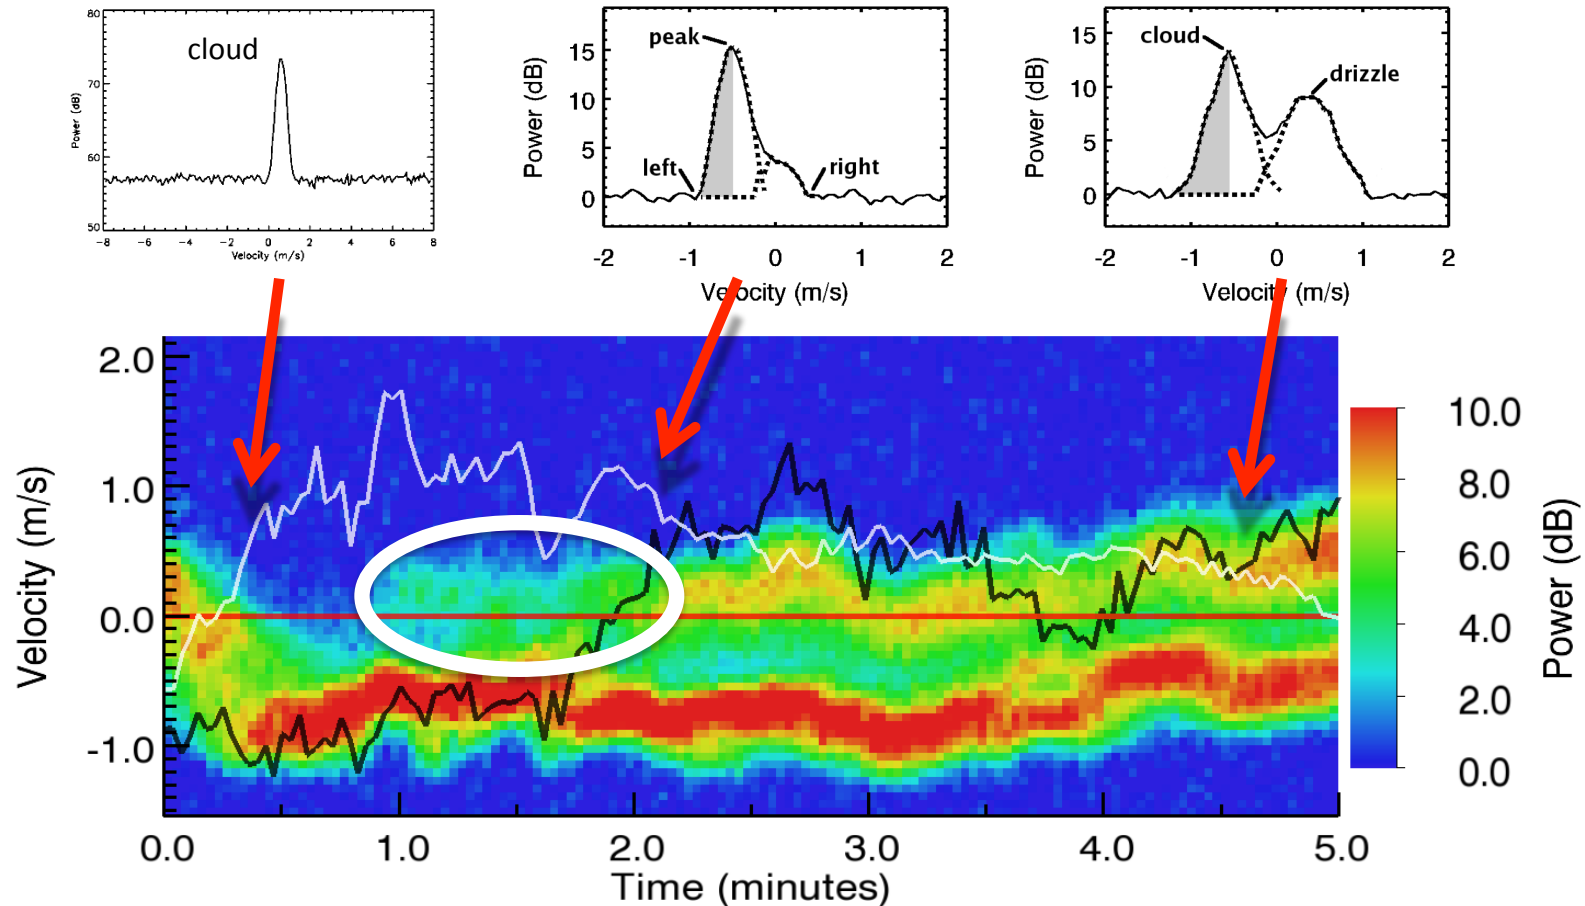 80
70
60
50
Power (dB)
cloud
-8 -6 -4 -2 0 2 4 6 8
Velocity (m/s)
15
10
5
0
Power (dB)
peak
left
right
-2 -1 0 1 2
Velocity (m/s)
15
10
5
0
Power (dB)
cloud
drizzle
-2 -1 0 1 2
Velocity (m/s)
2.0
1.0
0.0
-1.0
Velocity (m/s)
0.0 1.0 2.0 3.0 4.0 5.0
Time (minutes)
10.0
8.0
6.0
4.0
2.0
0.0
Power (dB)